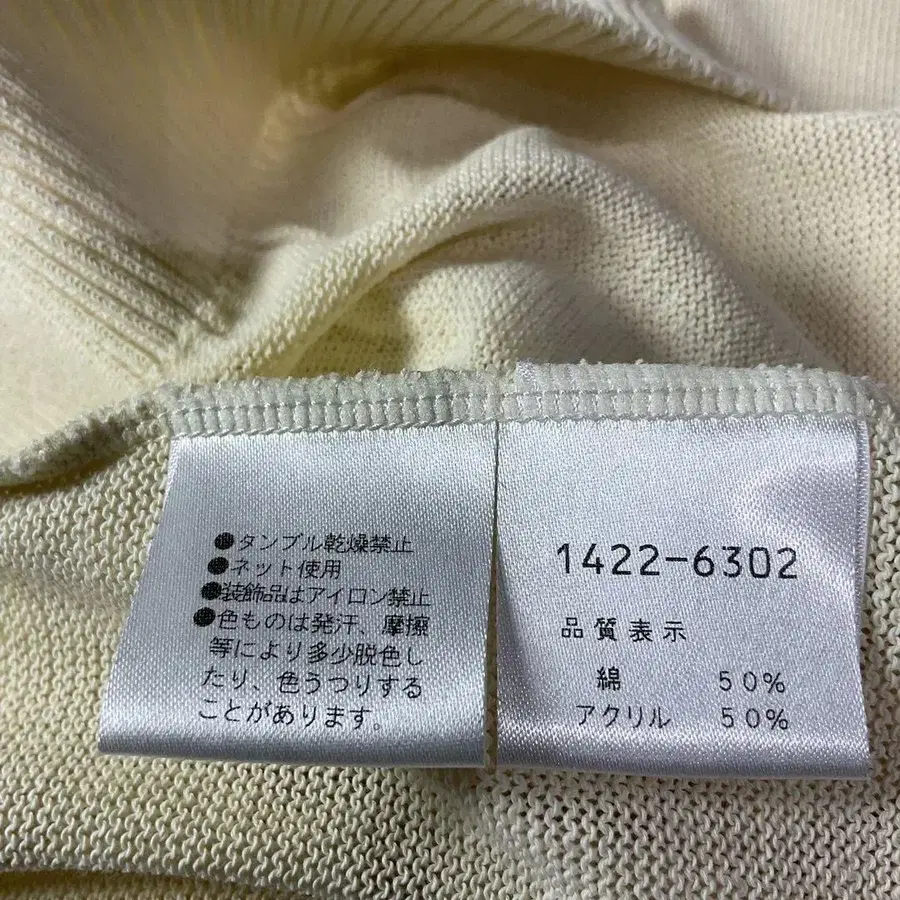 ●タンブル乾燥禁止
●ネット使用
●装飾品はアイロン禁止
●色ものは発汗、摩擦
等により多少脱色し
たり、色うつりする
ことがあります。
1422-6302
品質表示
綿 50%
アクリル 50%